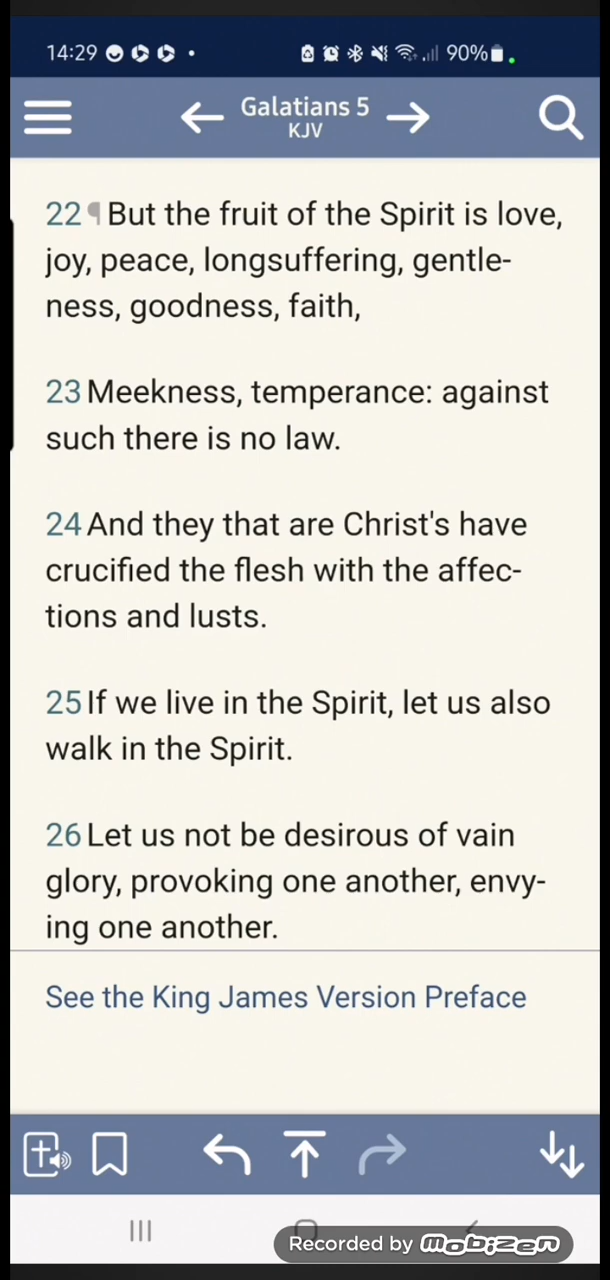 14:29 90%
Galatians 5
KJV
22 ¶ But the fruit of the Spirit is love,
joy, peace, longsuffering, gentle-
ness, goodness, faith,
23 Meekness, temperance: against
such there is no law.
24 And they that are Christ's have
crucified the flesh with the affec-
tions and lusts.
25 If we live in the Spirit, let us also
walk in the Spirit.
26 Let us not be desirous of vain
glory, provoking one another, envy-
ing one another.
See the King James Version Preface
Recorded by mobizen